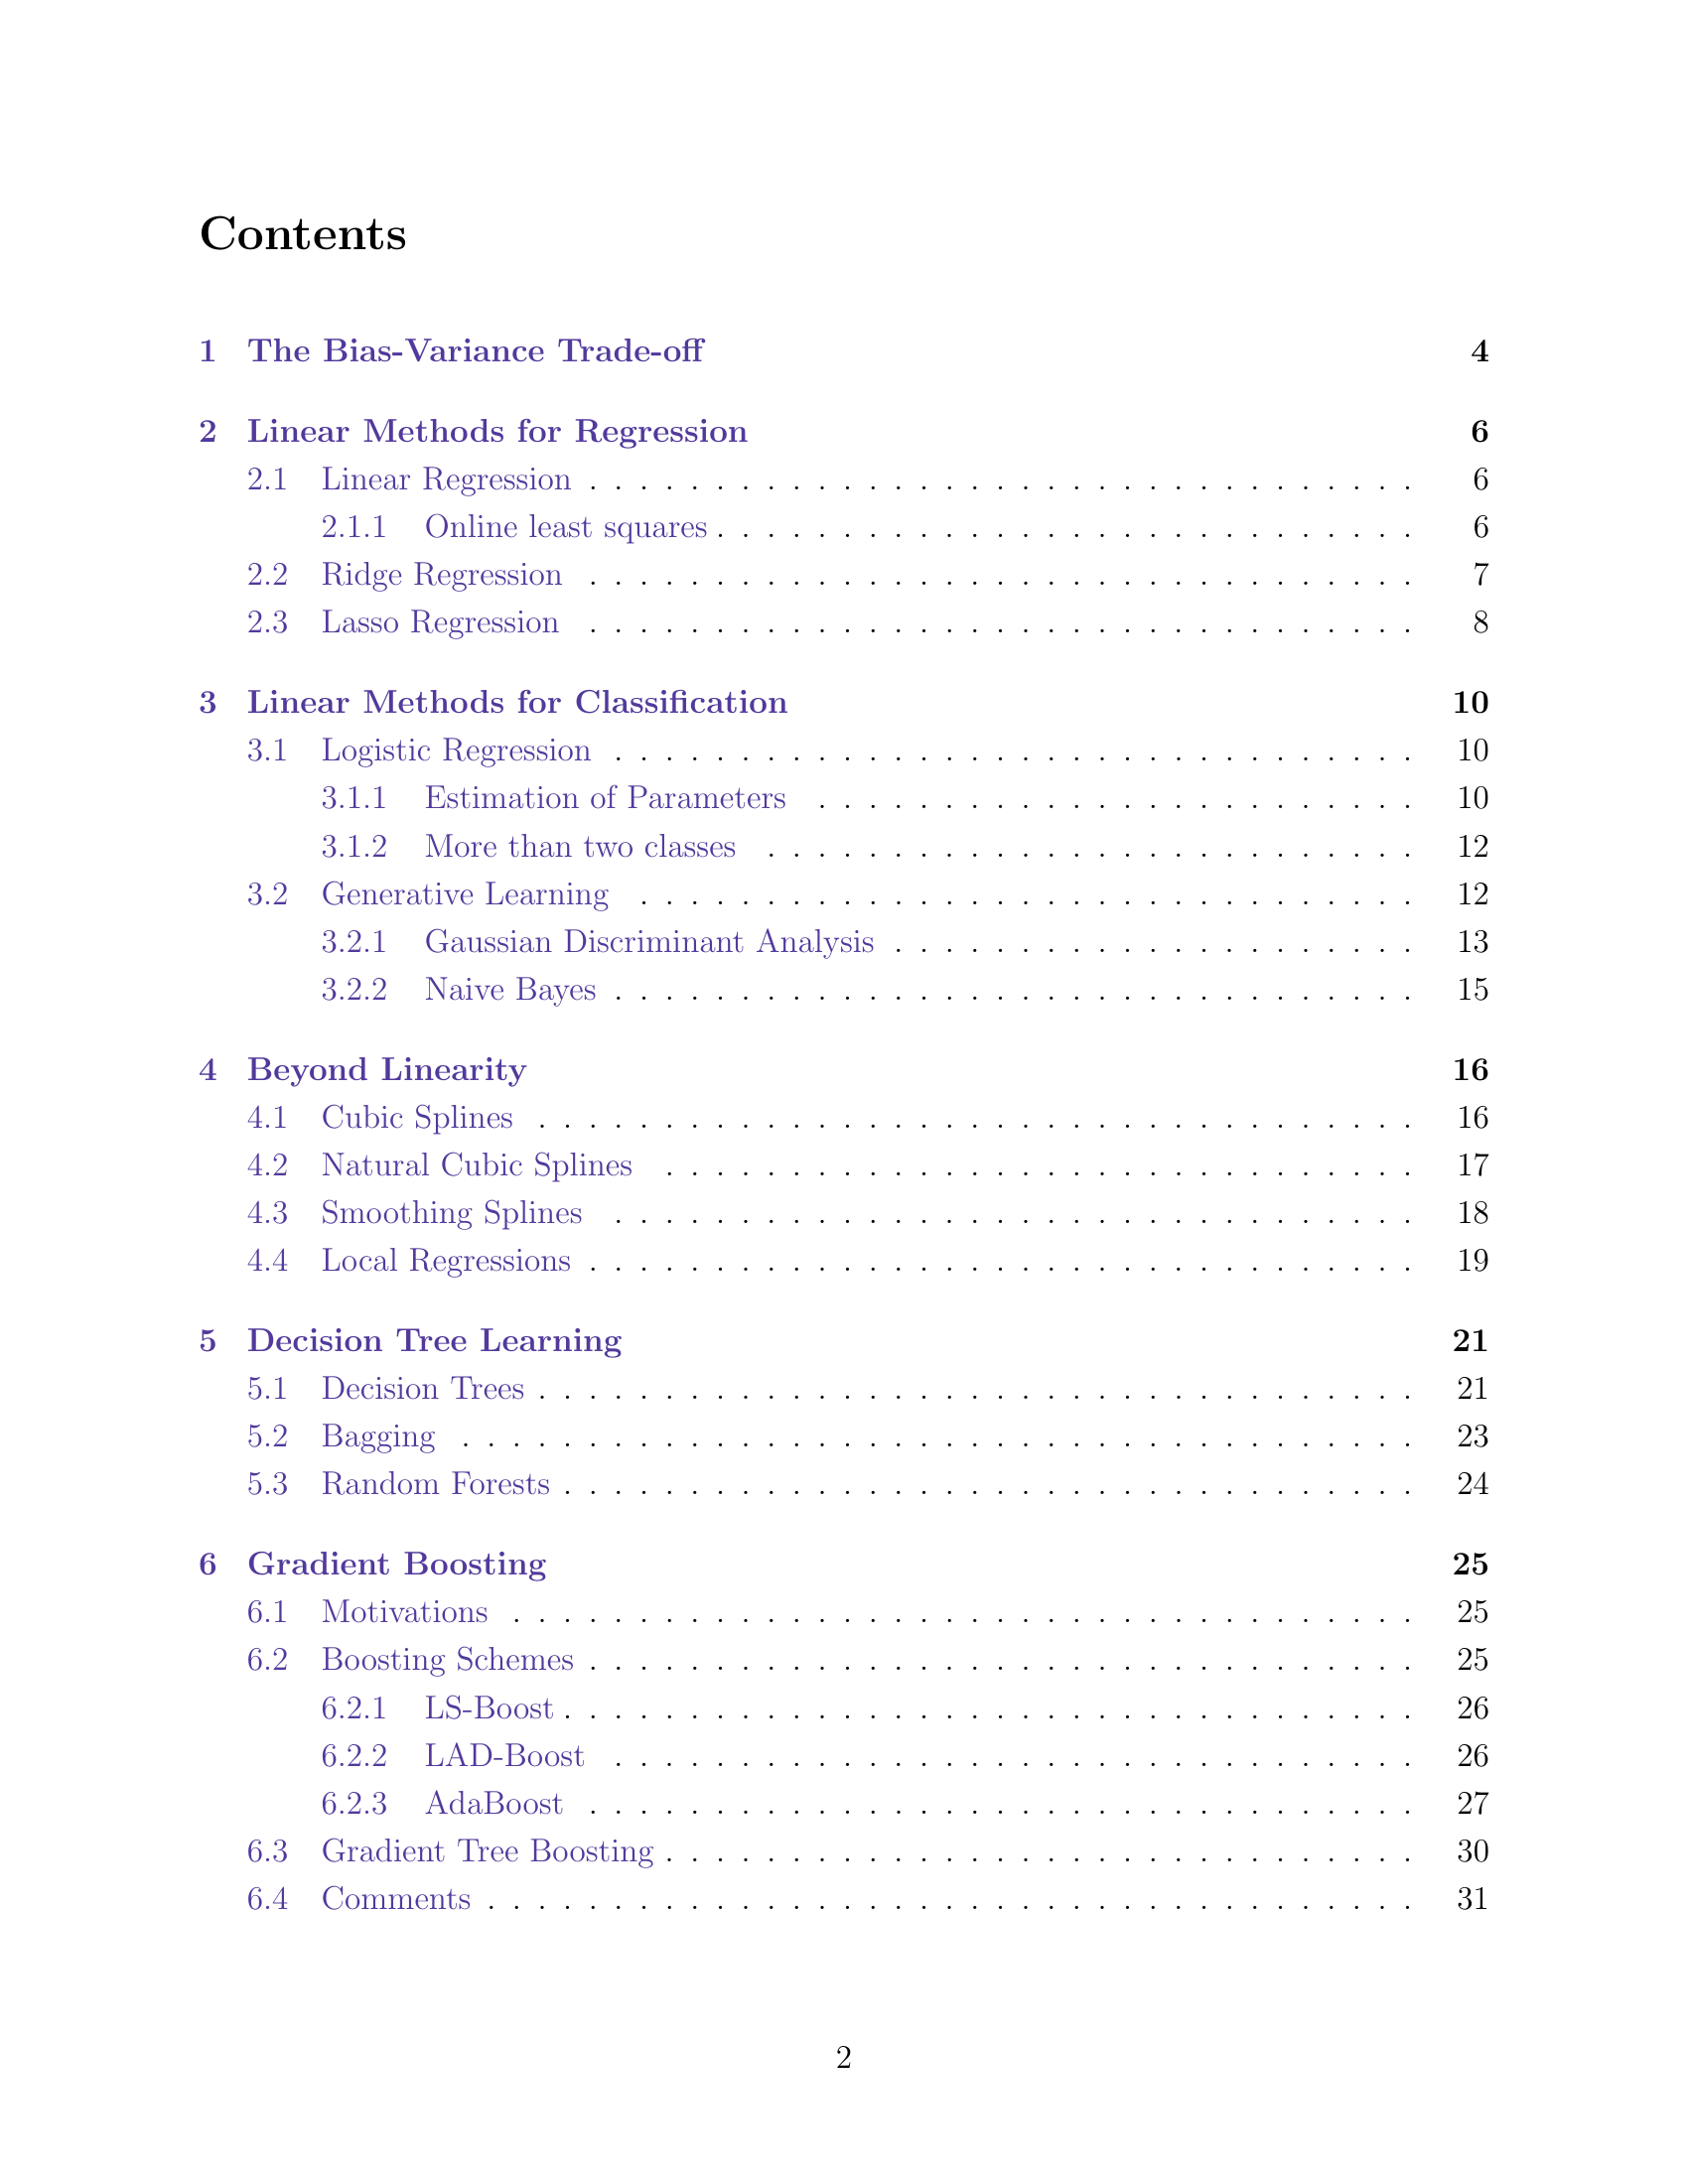 Contents
1 The Bias-Variance Trade-off 4
2 Linear Methods for Regression 6
2.1 Linear Regression . . . . . . . . . . . . . . . . . . . . . . . . . . . . . . . . . 6
2.1.1 Online least squares . . . . . . . . . . . . . . . . . . . . . . . . . . . . 6
2.2 Ridge Regression . . . . . . . . . . . . . . . . . . . . . . . . . . . . . . . . . 7
2.3 Lasso Regression . . . . . . . . . . . . . . . . . . . . . . . . . . . . . . . . . 8
3 Linear Methods for Classification 10
3.1 Logistic Regression . . . . . . . . . . . . . . . . . . . . . . . . . . . . . . . . 10
3.1.1 Estimation of Parameters . . . . . . . . . . . . . . . . . . . . . . . . 10
3.1.2 More than two classes . . . . . . . . . . . . . . . . . . . . . . . . . . 12
3.2 Generative Learning . . . . . . . . . . . . . . . . . . . . . . . . . . . . . . . 12
3.2.1 Gaussian Discriminant Analysis . . . . . . . . . . . . . . . . . . . . . 13
3.2.2 Naive Bayes . . . . . . . . . . . . . . . . . . . . . . . . . . . . . . . . 15
4 Beyond Linearity 16
4.1 Cubic Splines . . . . . . . . . . . . . . . . . . . . . . . . . . . . . . . . . . . 16
4.2 Natural Cubic Splines . . . . . . . . . . . . . . . . . . . . . . . . . . . . . . 17
4.3 Smoothing Splines . . . . . . . . . . . . . . . . . . . . . . . . . . . . . . . . 18
4.4 Local Regressions . . . . . . . . . . . . . . . . . . . . . . . . . . . . . . . . . 19
5 Decision Tree Learning 21
5.1 Decision Trees . . . . . . . . . . . . . . . . . . . . . . . . . . . . . . . . . . . 21
5.2 Bagging . . . . . . . . . . . . . . . . . . . . . . . . . . . . . . . . . . . . . . 23
5.3 Random Forests . . . . . . . . . . . . . . . . . . . . . . . . . . . . . . . . . . 24
6 Gradient Boosting 25
6.1 Motivations . . . . . . . . . . . . . . . . . . . . . . . . . . . . . . . . . . . . 25
6.2 Boosting Schemes . . . . . . . . . . . . . . . . . . . . . . . . . . . . . . . . . 25
6.2.1 LS-Boost . . . . . . . . . . . . . . . . . . . . . . . . . . . . . . . . . . 26
6.2.2 LAD-Boost . . . . . . . . . . . . . . . . . . . . . . . . . . . . . . . . 26
6.2.3 AdaBoost . . . . . . . . . . . . . . . . . . . . . . . . . . . . . . . . . 27
6.3 Gradient Tree Boosting . . . . . . . . . . . . . . . . . . . . . . . . . . . . . . 30
6.4 Comments . . . . . . . . . . . . . . . . . . . . . . . . . . . . . . . . . . . . . 31
2